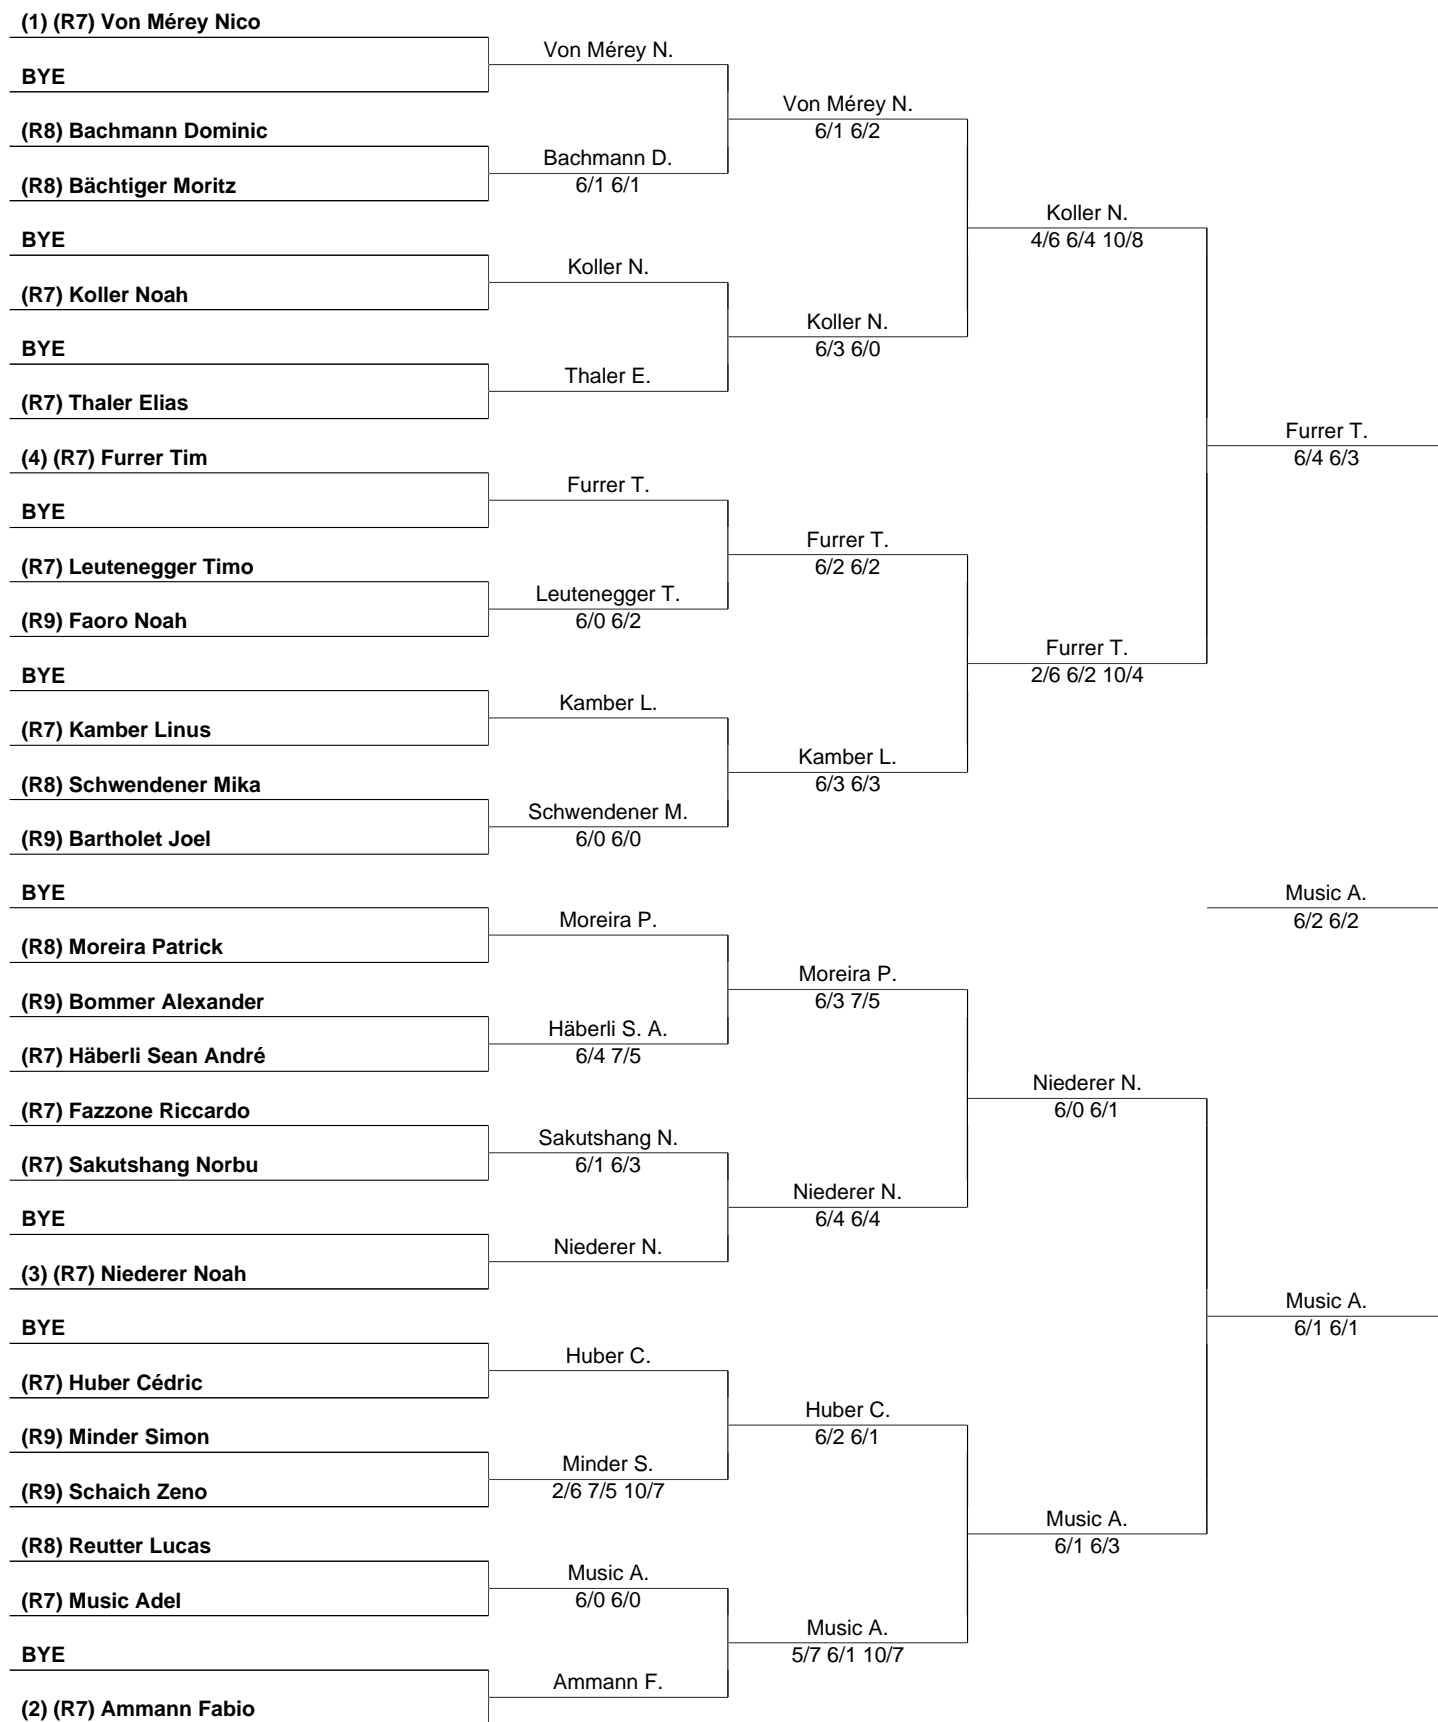 (1) (R7) Von Mérey Nico
BYE
(R8) Bachmann Dominic
(R8) Bächtiger Moritz
BYE
(R7) Koller Noah
BYE
(R7) Thaler Elias
(4) (R7) Furrer Tim
BYE
(R7) Leutenegger Timo
(R9) Faoro Noah
BYE
(R7) Kamber Linus
(R8) Schwendener Mika
(R9) Bartholet Joel
BYE
(R8) Moreira Patrick
(R9) Bommer Alexander
(R7) Häberli Sean André
(R7) Fazzone Riccardo
(R7) Sakutshang Norbu
BYE
(3) (R7) Niederer Noah
BYE
(R7) Huber Cédric
(R9) Minder Simon
(R9) Schaich Zeno
(R8) Reutter Lucas
(R7) Music Adel
BYE
(2) (R7) Ammann Fabio
Von Mérey N.
Bachmann D.
6/1 6/1
Koller N.
Thaler E.
Furrer T.
Leutenegger T.
6/0 6/2
Kamber L.
Schwendener M.
6/0 6/0
Moreira P.
Häberli S. A.
6/4 7/5
Sakutshang N.
6/1 6/3
Niederer N.
Huber C.
Minder S.
2/6 7/5 10/7
Music A.
6/0 6/0
Ammann F.
Von Mérey N.
6/1 6/2
Koller N.
6/3 6/0
Furrer T.
6/2 6/2
Kamber L.
6/3 6/3
Moreira P.
6/3 7/5
Niederer N.
6/4 6/4
Huber C.
6/2 6/1
Music A.
5/7 6/1 10/7
Koller N.
4/6 6/4 10/8
Furrer T.
2/6 6/2 10/4
Niederer N.
6/0 6/1
Music A.
6/1 6/3
Furrer T.
6/4 6/3
Music A.
6/2 6/2
Music A.
6/1 6/1